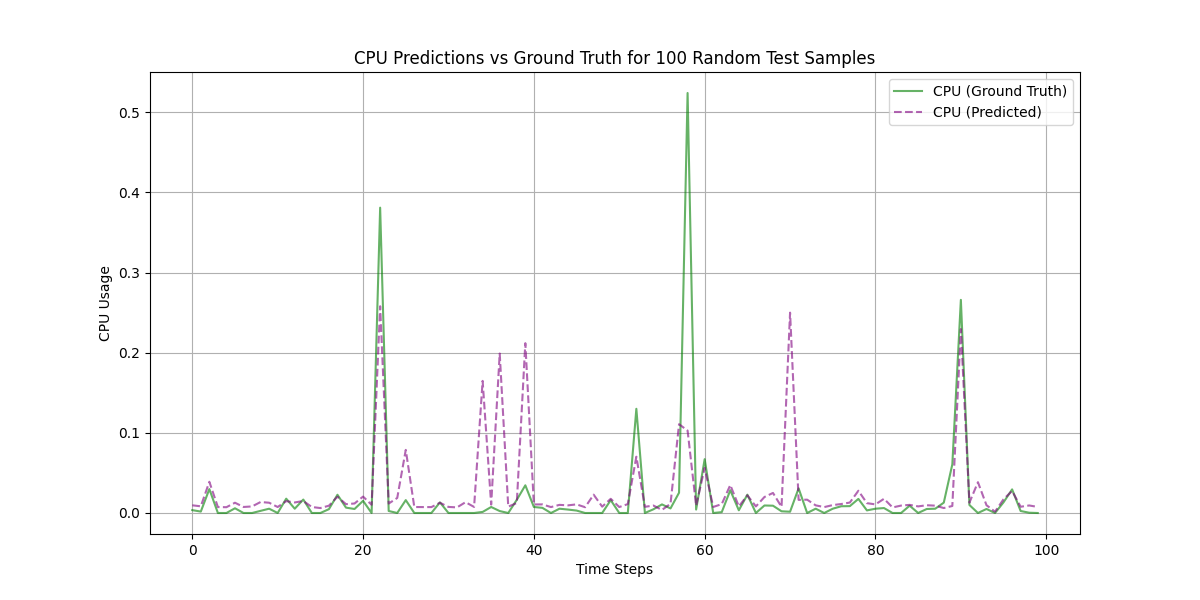 CPU Predictions vs Ground Truth for 100 Random Test Samples
CPU (Ground Truth)
CPU (Predicted)
CPU Usage
0.5
0.4
0.3
0.2
0.1
0.0
0 20 40 60 80 100
Time Steps